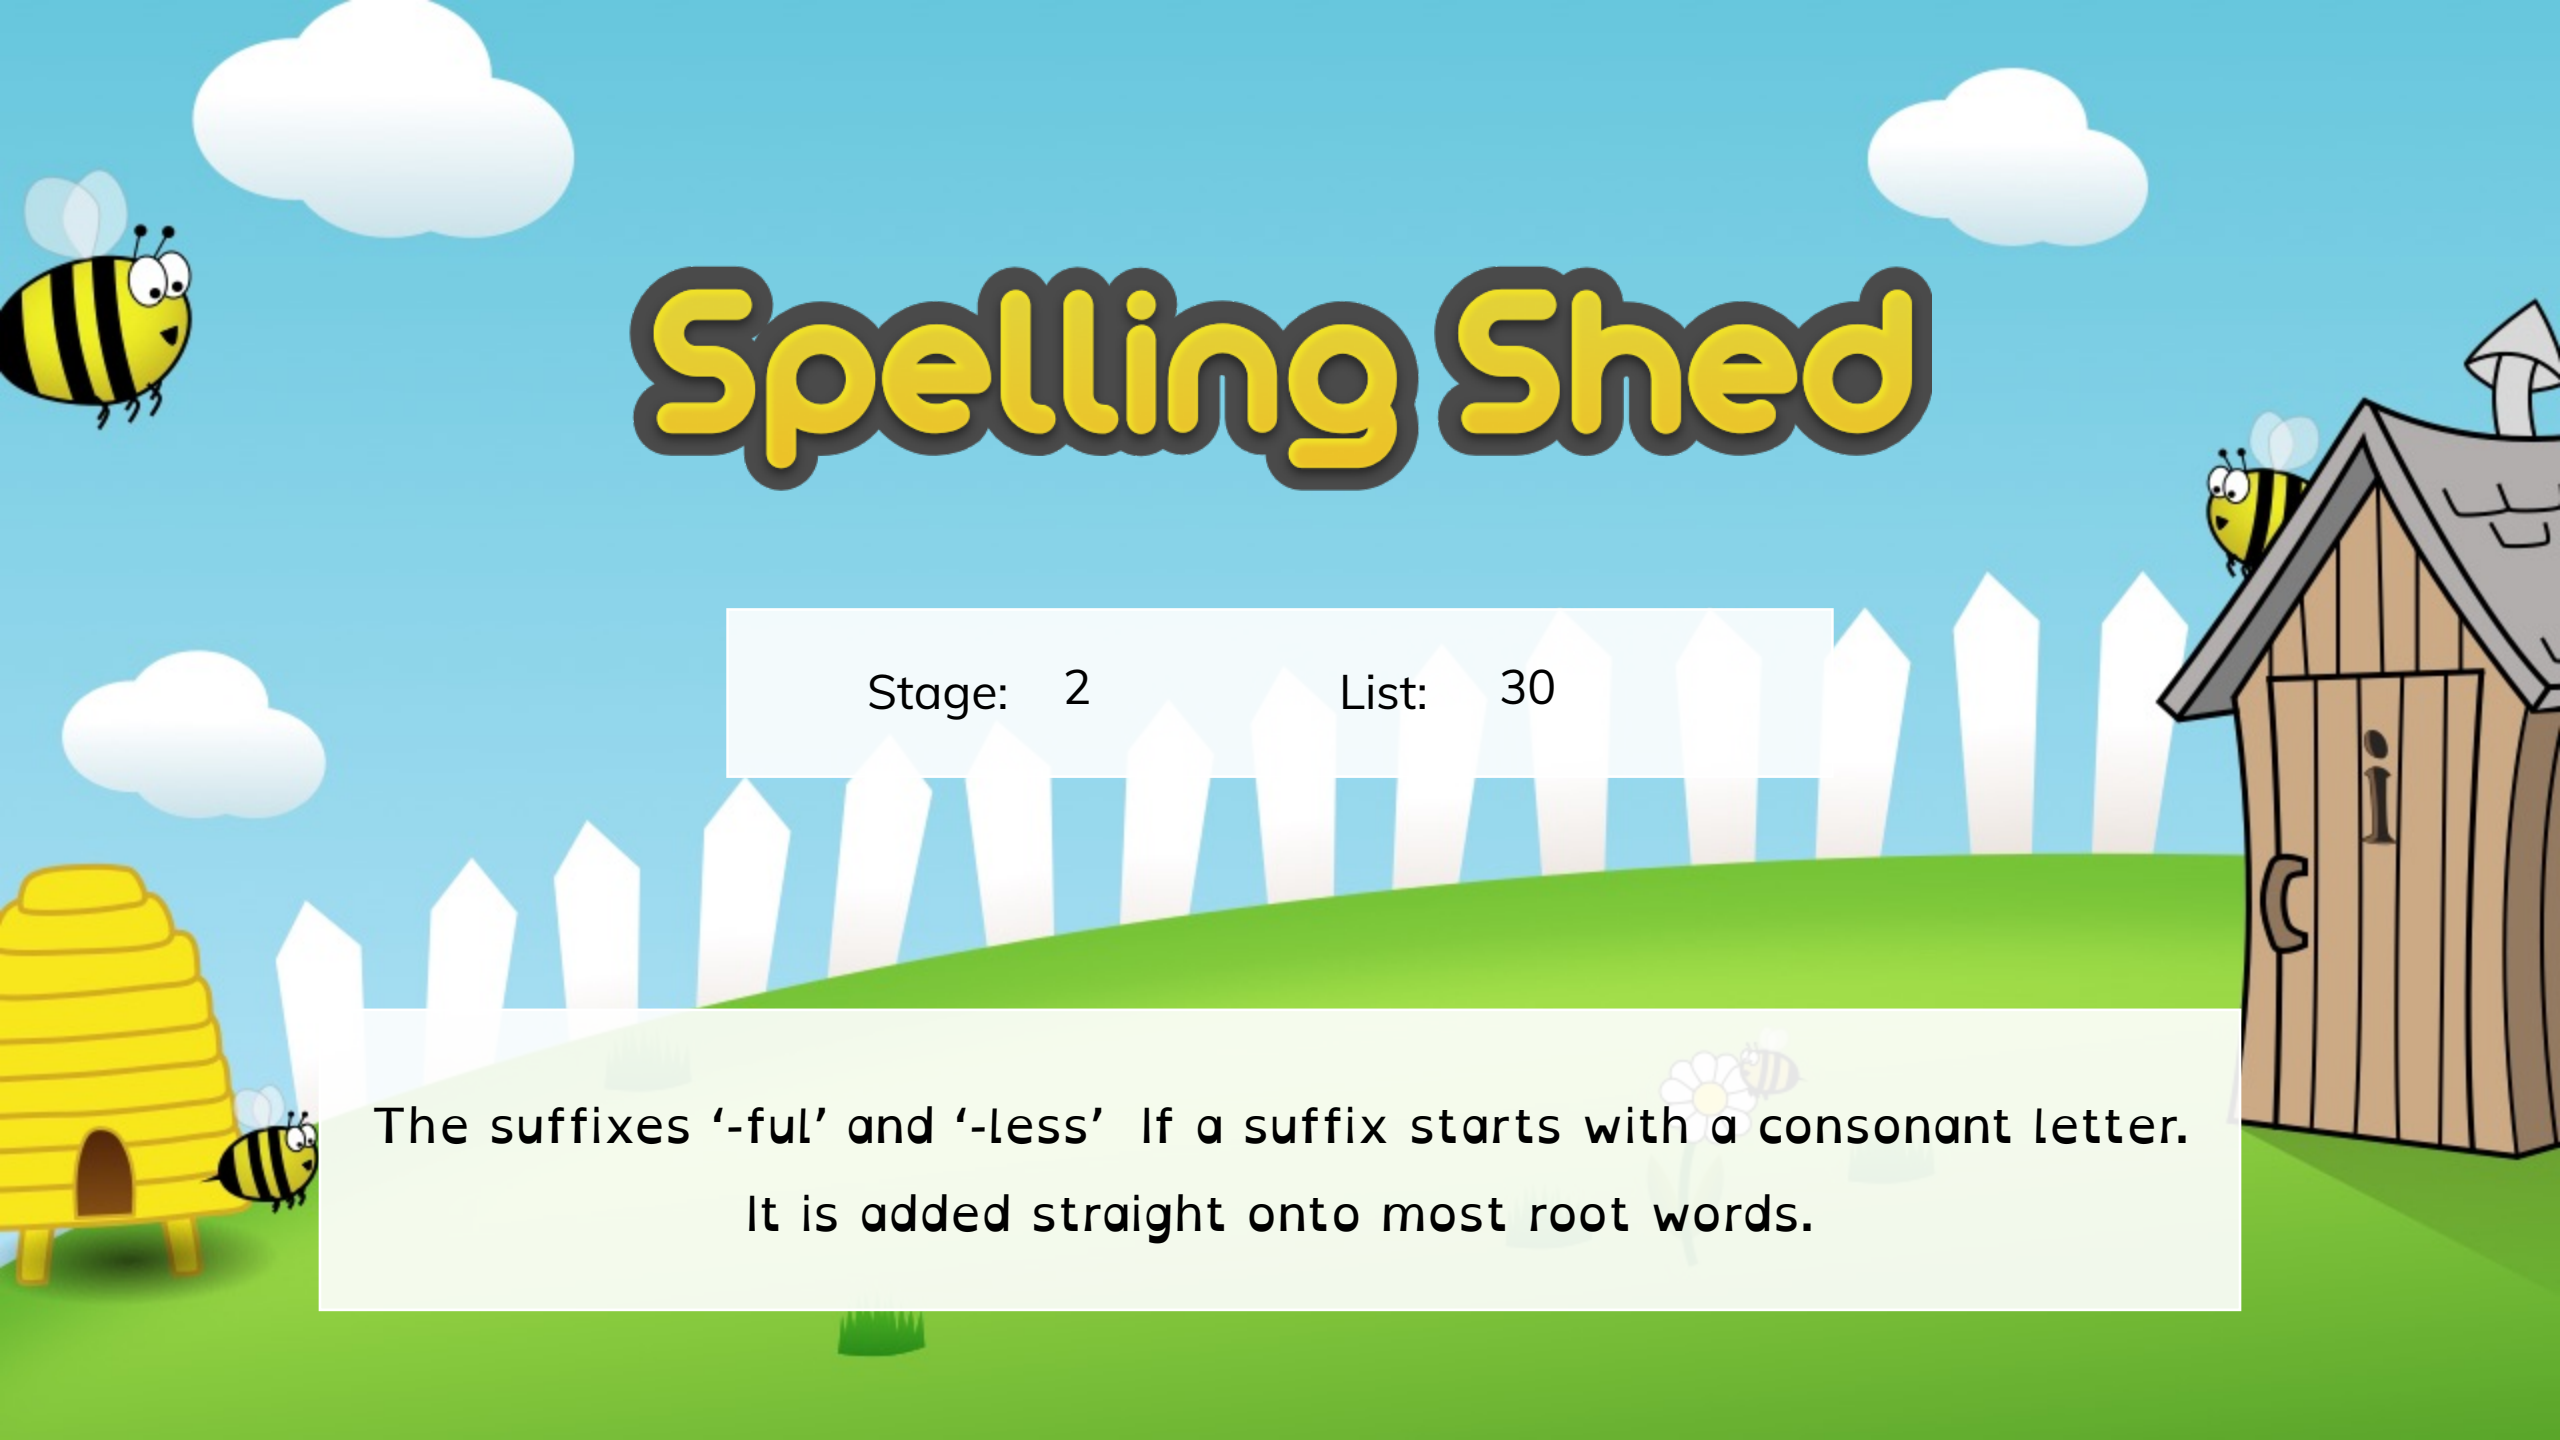 Spelling Shed
Stage: 2 List: 30
i
The suffixes ‘-ful’ and ‘-less’ If a suffix starts with a consonant letter.
It is added straight onto most root words.